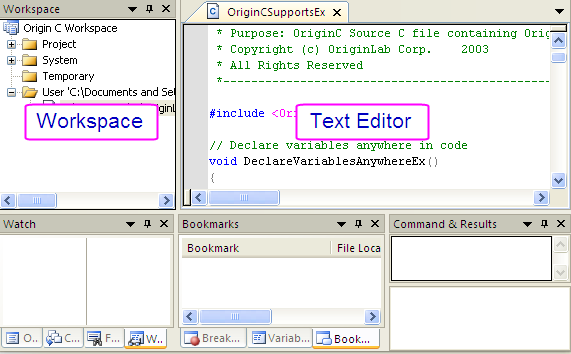 Workspace
Origin C Workspace
Project
System
Temporary
User 'C:\Documents and Set
Workspace
OriginCSupportsEx
* Purpose: OriginC Source C file containing Orig
* Copyright (c) OriginLab Corp. 2003
* All Rights Reserved
*
#include <Ori
Text Editor
// Declare variables anywhere in code
void DeclareVariablesAnywhereEx()
{
Watch
O...
C...
F...
W...
Bookmarks
Bookmark File Loca
Break...
Variab...
Book...
Command & Results